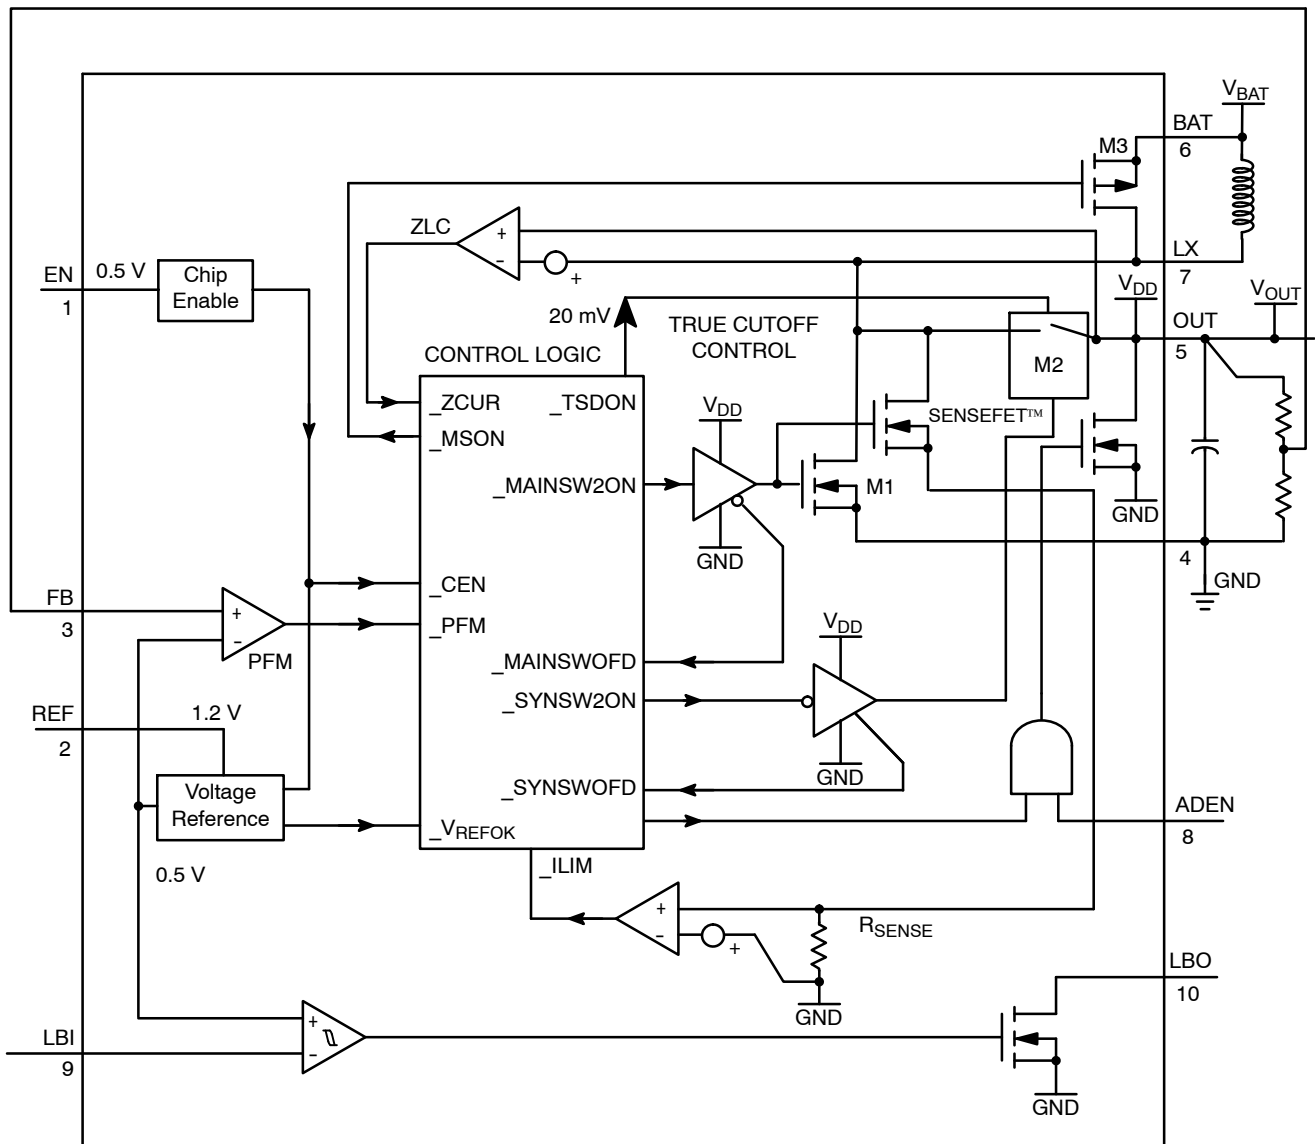 V_BAT
BAT
6
M3
ZLC
+
−
+
LX
7
EN
0.5 V
1
Chip
Enable
V_DD
V_OUT
20 mV
TRUE CUTOFF
CONTROL
OUT
5
M2
CONTROL LOGIC
_ZCUR
_TSDON
_MSON
V_DD
SENSEFET™
_MAINSW2ON
M1
GND
GND
4
GND
_CEN
FB
3
+
−
PFM
_PFM
_MAINSWOFD
V_DD
_SYNSW2ON
REF
2
1.2 V
GND
Voltage
Reference
_SYNSWOFD
ADEN
8
_V_REFOK
0.5 V
_ILIM
+
−
+
R_SENSE
LBO
10
GND
LBI
9
+
−
GND